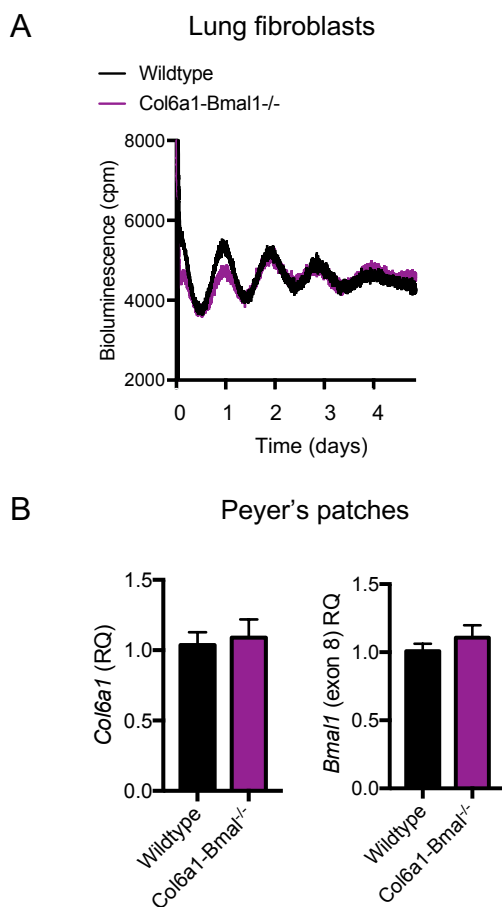 A
Lung fibroblasts
Wildtype
Col6a1-Bmal1-/-
Bioluminescence (cpm)
8000
6000
4000
2000
0 1 2 3 4
Time (days)
B
Peyer's patches
Col6a1 (RQ)
1.5
1.0
0.5
0.0
Wildtype
Col6a1-Bmal-/-
Bmal1 (exon 8) RQ
1.5
1.0
0.5
0.0
Wildtype
Col6a1-Bmal-/-